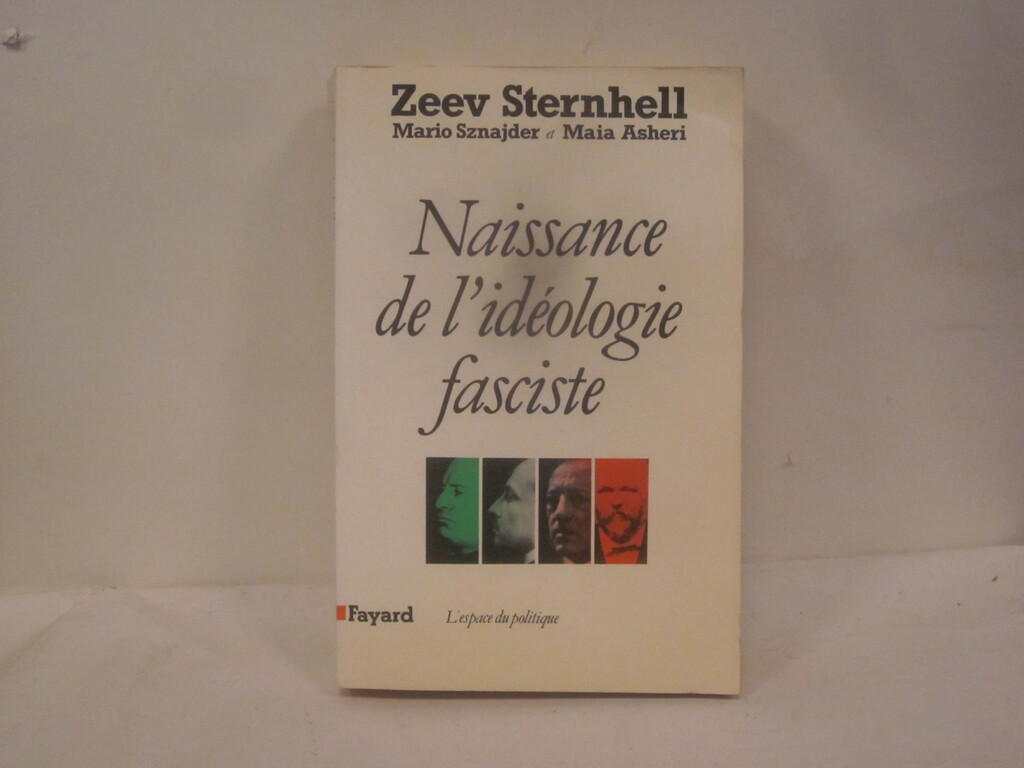 Zeev Sternhell
Mario Sznajder et Maia Asheri
Naissance
de l'idéologie
fasciste
Fayard L'espace du politique